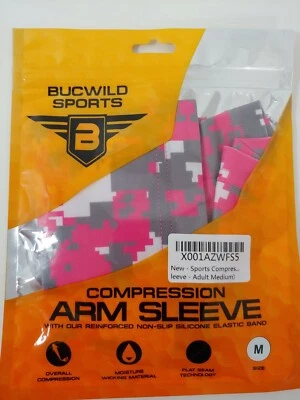 BUCWILD
SPORTS
B
X001AZWFS5
New - Sports Compres...
leeve - Adult Medium)
COMPRESSION
ARM SLEEVE
WITH OUR REINFORCED NON-SLIP SILICONE ELASTIC BAND
OVERALL
COMPRESSION
MOISTURE
WICKING MATERIAL
FLAT SEAM
TECHNOLOGY
M
SIZE